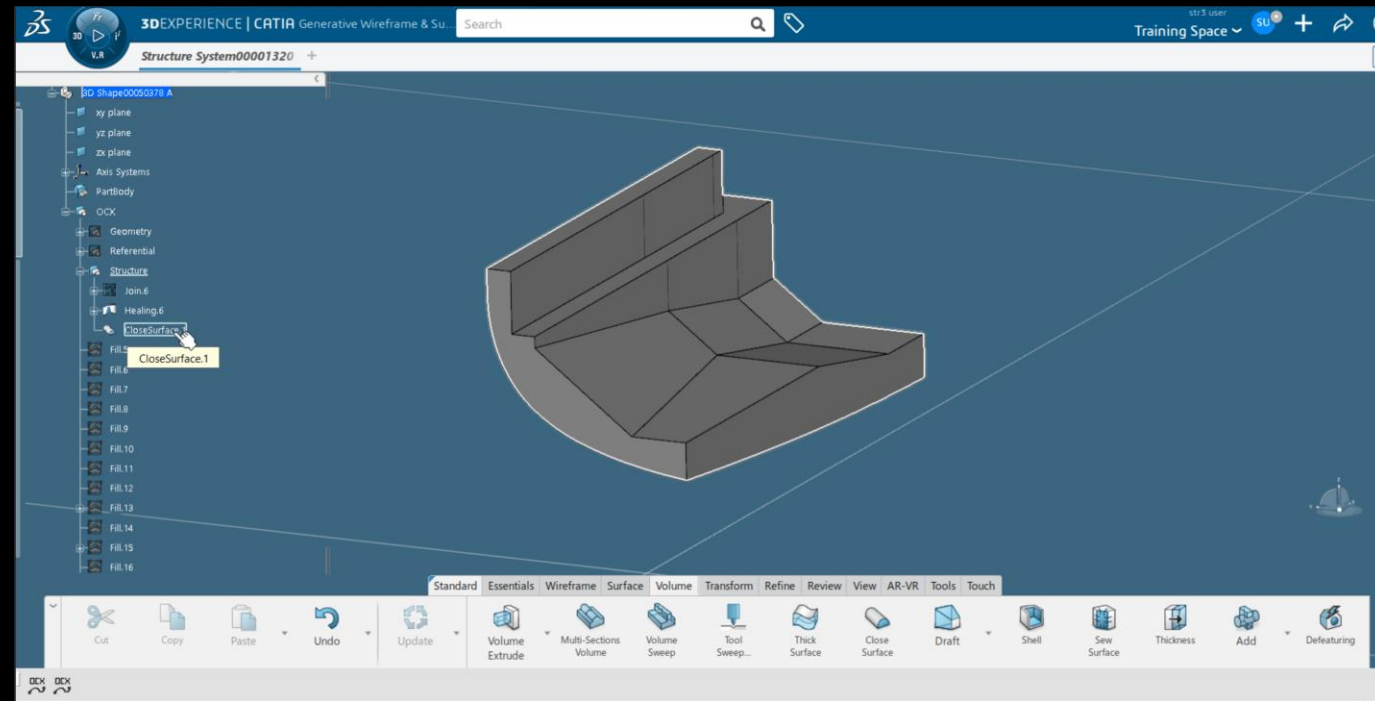 3DEXPERIENCE | CATIA Generative Wireframe & Su...
Search
str3 user
Training Space
SU
3D
V.R
Structure System00001320 +
3D Shape00050378 A
xy plane
yz plane
zx plane
Axis Systems
PartBody
OCX
Geometry
Referential
Structure
Join.6
Healing.6
CloseSurface.1
CloseSurface.1
Fill.5
Fill.6
Fill.7
Fill.8
Fill.9
Fill.10
Fill.11
Fill.12
Fill.13
Fill.14
Fill.15
Fill.16
Standard Essentials Wireframe Surface Volume Transform Refine Review View AR-VR Tools Touch
Cut
Copy
Paste
Undo
Update
Volume Extrude
Multi-Sections Volume
Volume Sweep
Tool Sweep...
Thick Surface
Close Surface
Draft
Shell
Sew Surface
Thickness
Add
Defeaturing
OCX OCX